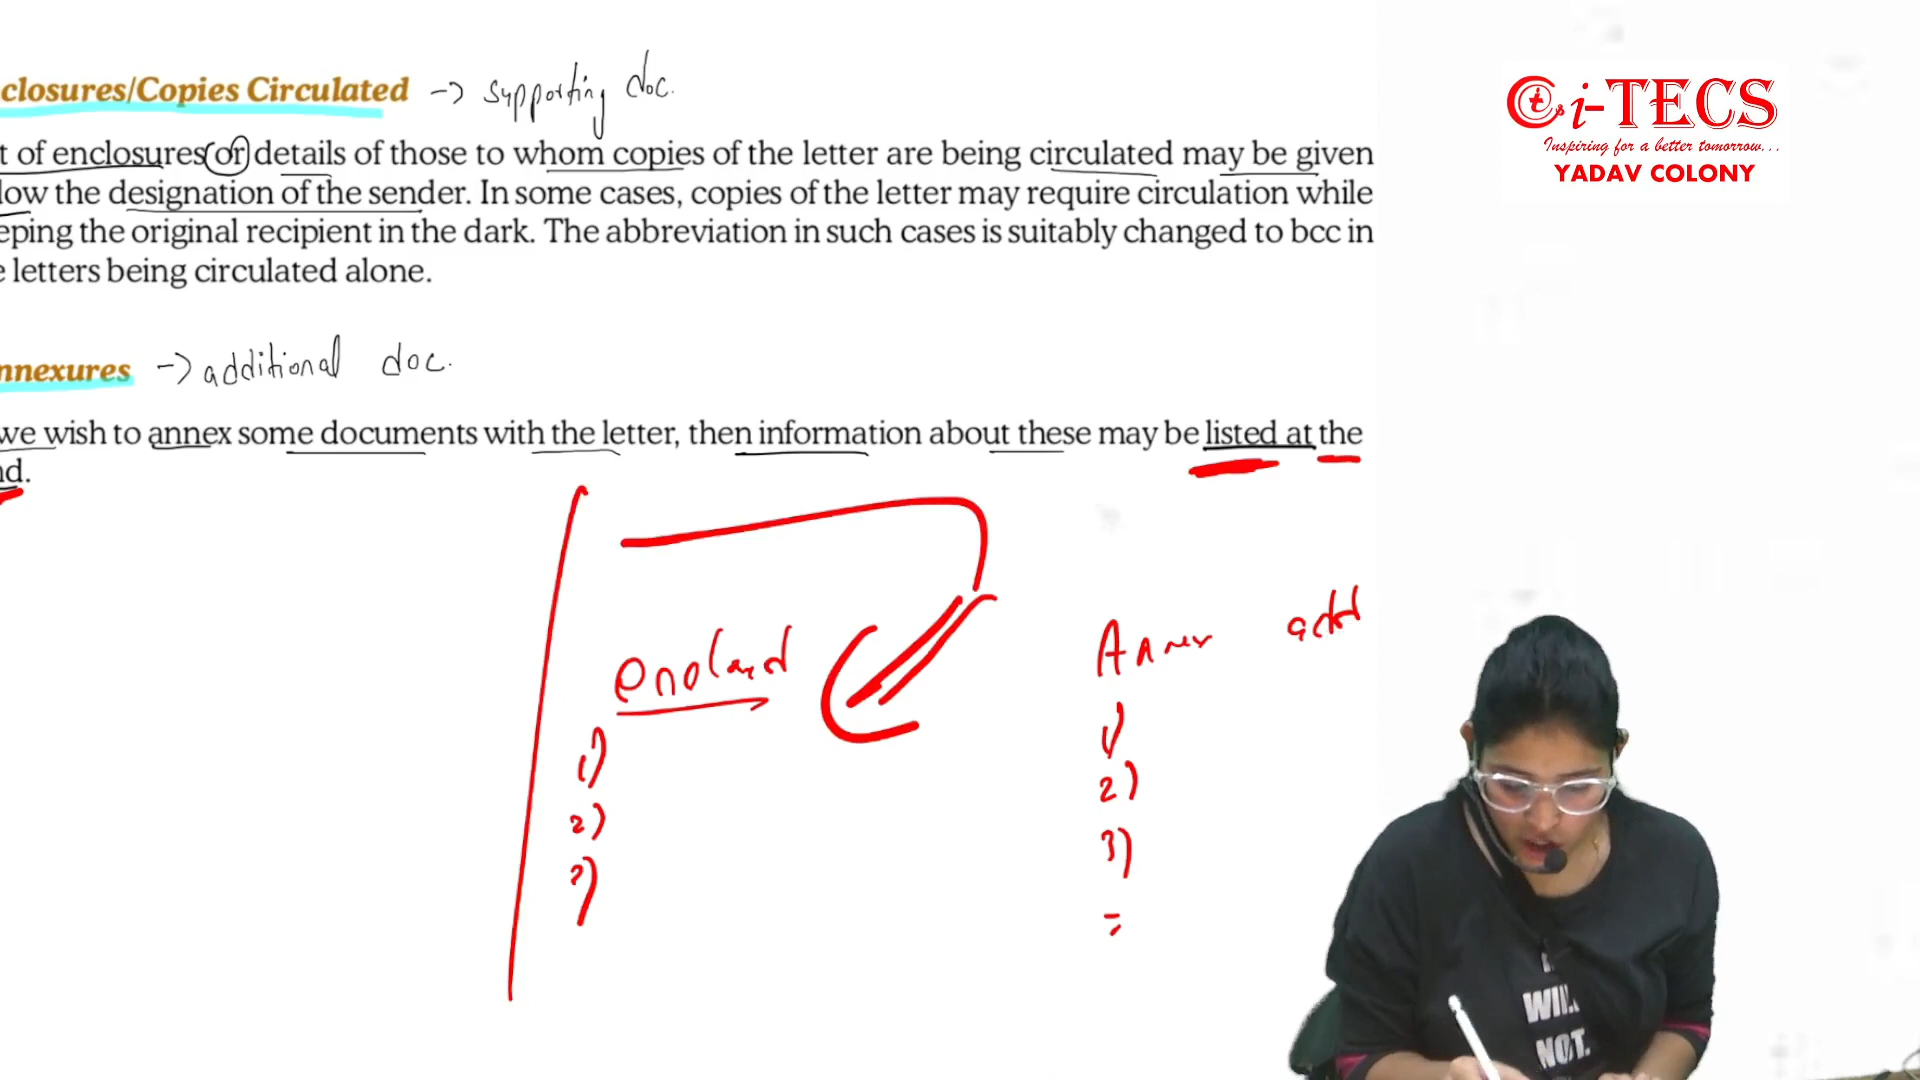 closures/Copies Circulated -> supporting doc.
t of enclosures (or) details of those to whom copies of the letter are being circulated may be given
low the designation of the sender. In some cases, copies of the letter may require circulation while
eping the original recipient in the dark. The abbreviation in such cases is suitably changed to bcc in
e letters being circulated alone.
nnexures -> additional doc.
we wish to annex some documents with the letter, then information about these may be listed at the
nd.
Annex
1)
2)
3)
1)
2)
i-TECS
Inspiring for a better tomorrow...
YADAV COLONY
WILL
NOT.